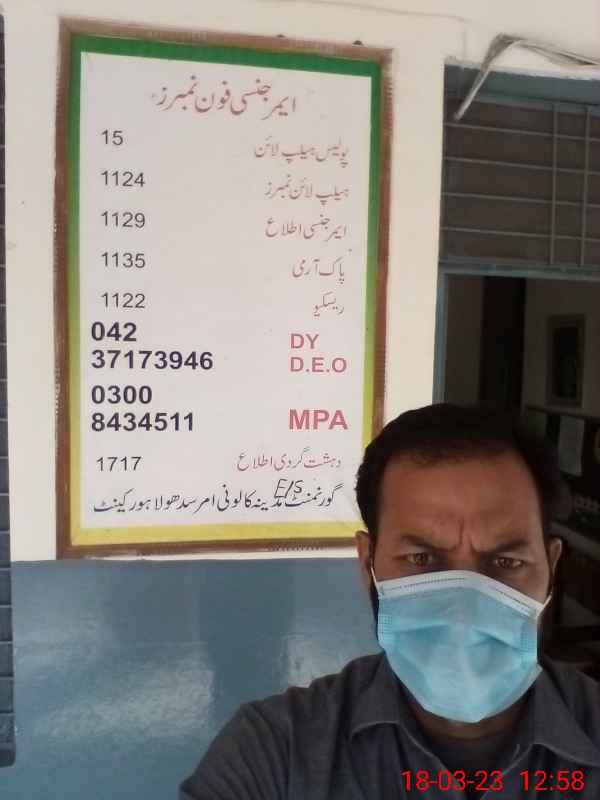 ایمرجنسی فون نمبرز
15 پولیس ہیلپ لائن
1124 ہیلپ لائن نمبرز
1129 ایمرجنسی اطلاع
1135 پاک آرمی
1122 ریسکیو
042 DY
37173946 D.E.O
0300
8434511 MPA
1717 دہشت گردی اطلاع
E/S
گورنمنٹ مدینہ کالونی امرسدھو لاہور کینٹ
18-03-23 12:58